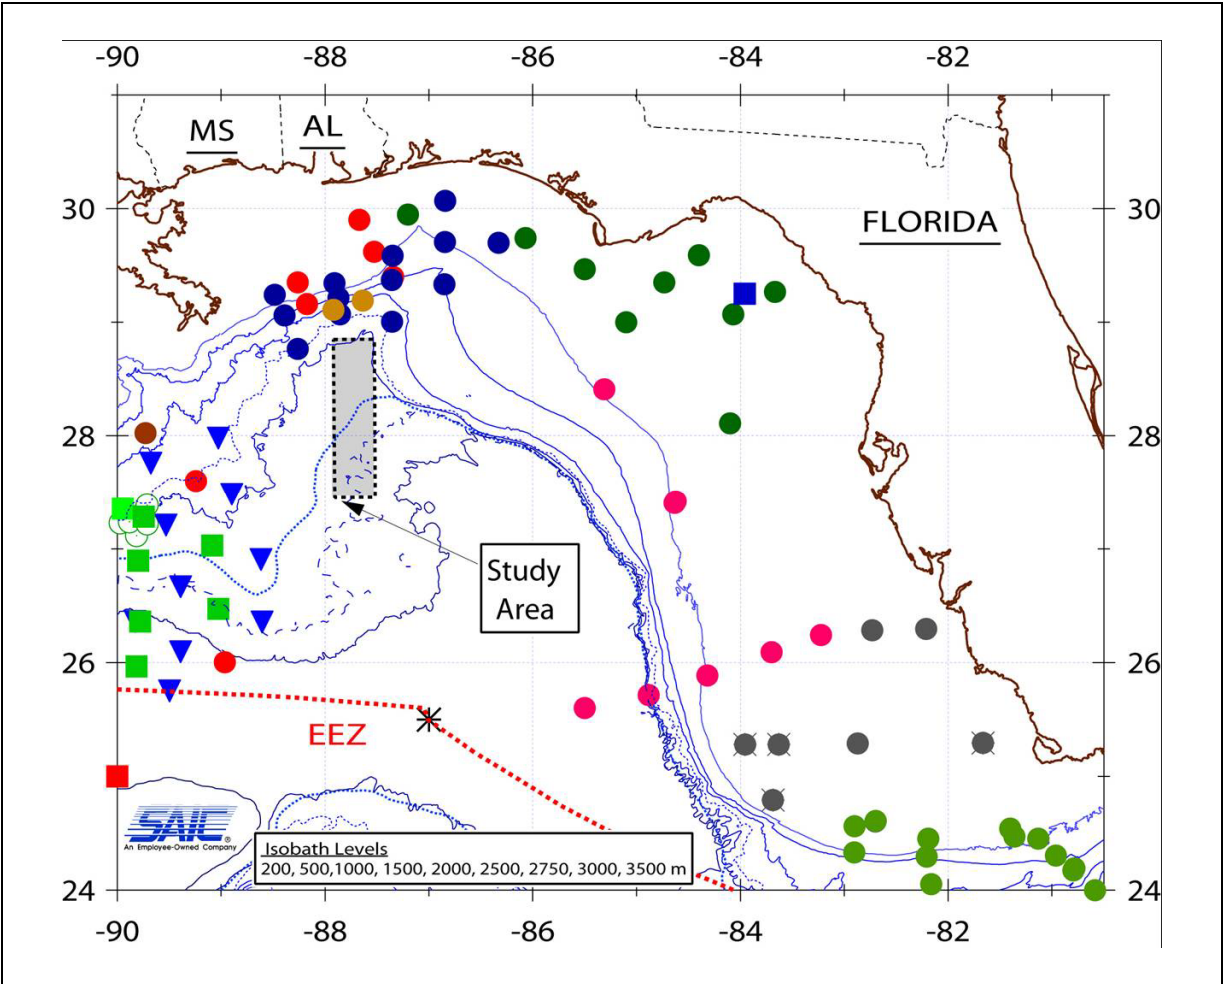 -90 -88 -86 -84 -82
MS
AL
30
FLORIDA
30
28
28
Study
Area
26
26
EEZ
SAIC®
An Employee-Owned Company
Isobath Levels
200, 500,1000, 1500, 2000, 2500, 2750, 3000, 3500 m
24
24
-90 -88 -86 -84 -82